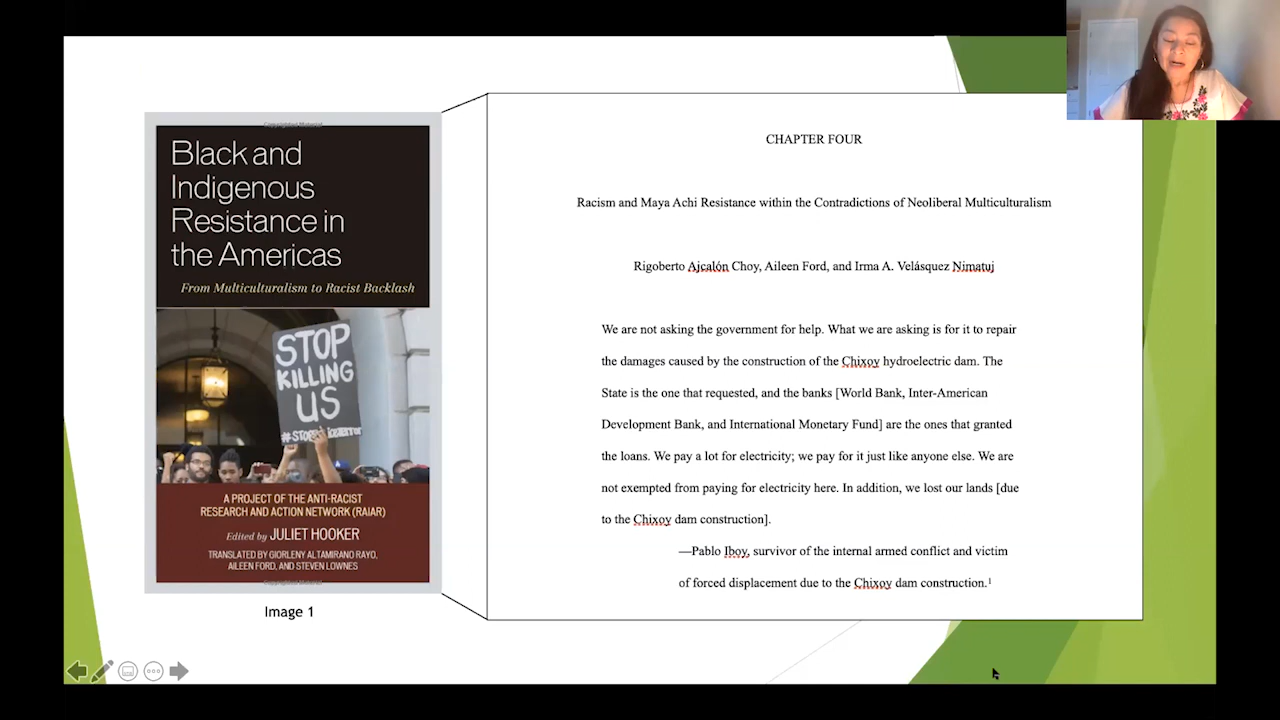 Copyrighted Material
Black and
Indigenous
Resistance in
the Americas
From Multiculturalism to Racist Backlash
STOP
KILLING
US
A PROJECT OF THE ANTI-RACIST
RESEARCH AND ACTION NETWORK (RAIAR)
Edited by JULIET HOOKER
TRANSLATED BY GIORLENY ALTAMIRANO RAYO,
AILEEN FORD, AND STEVEN LOWNES
Copyrighted Material
Image 1
CHAPTER FOUR
Racism and Maya Achi Resistance within the Contradictions of Neoliberal Multiculturalism
Rigoberto Ajcalón Choy, Aileen Ford, and Irma A. Velásquez Nimatuj
We are not asking the government for help. What we are asking is for it to repair
the damages caused by the construction of the Chixoy hydroelectric dam. The
State is the one that requested, and the banks [World Bank, Inter-American
Development Bank, and International Monetary Fund] are the ones that granted
the loans. We pay a lot for electricity; we pay for it just like anyone else. We are
not exempted from paying for electricity here. In addition, we lost our lands [due
to the Chixoy dam construction].
—Pablo Iboy, survivor of the internal armed conflict and victim
of forced displacement due to the Chixoy dam construction.¹